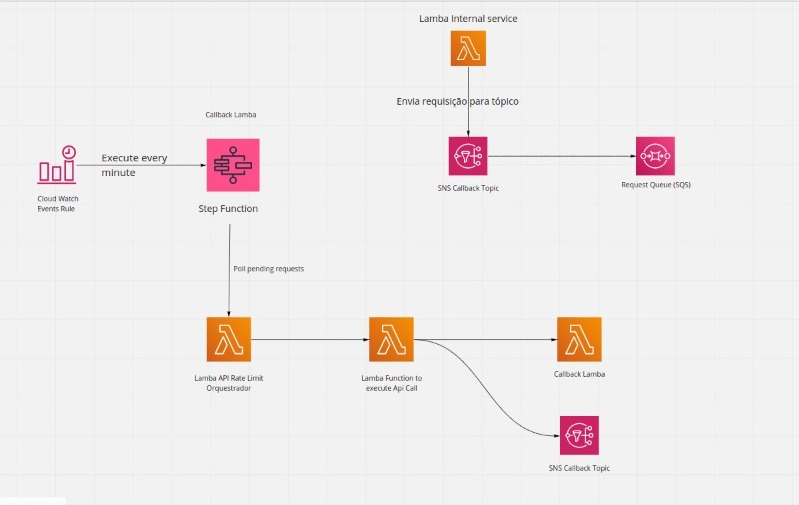 Lamba Internal service
Envia requisição para tópico
Callback Lamba
Execute every
minute
Cloud Watch
Events Rule
Step Function
SNS Callback Topic
Request Queue (SQS)
Poll pending requests
Lamba API Rate Limit
Orquestrador
Lamba Function to
execute Api Call
Callback Lamba
SNS Callback Topic